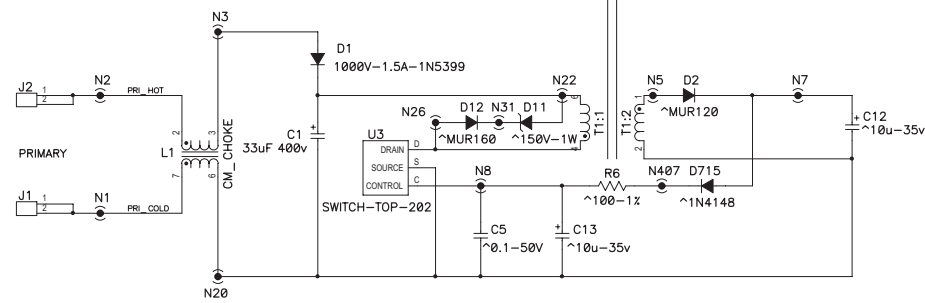 N3
D1
1000V-1.5A-1N5399
J2 1 2
N2
PRI_HOT
N22
N5 D2
N7
^MUR120
N26 D12 N31 D11
^MUR160 ^150V-1W
6 4
T1:1
T1:2
1 2
+ C12
^10u-35v
2 3
L1
7 6
CM_CHOKE
PRIMARY
+ C1
33uF 400v
U3
DRAIN D
SOURCE S
CONTROL C
SWITCH-TOP-202
N8
R6
^100-1%
N407 D715
^1N4148
J1 1 2
N1
PRI_COLD
C5
^0.1-50V
+ C13
^10u-35v
N20